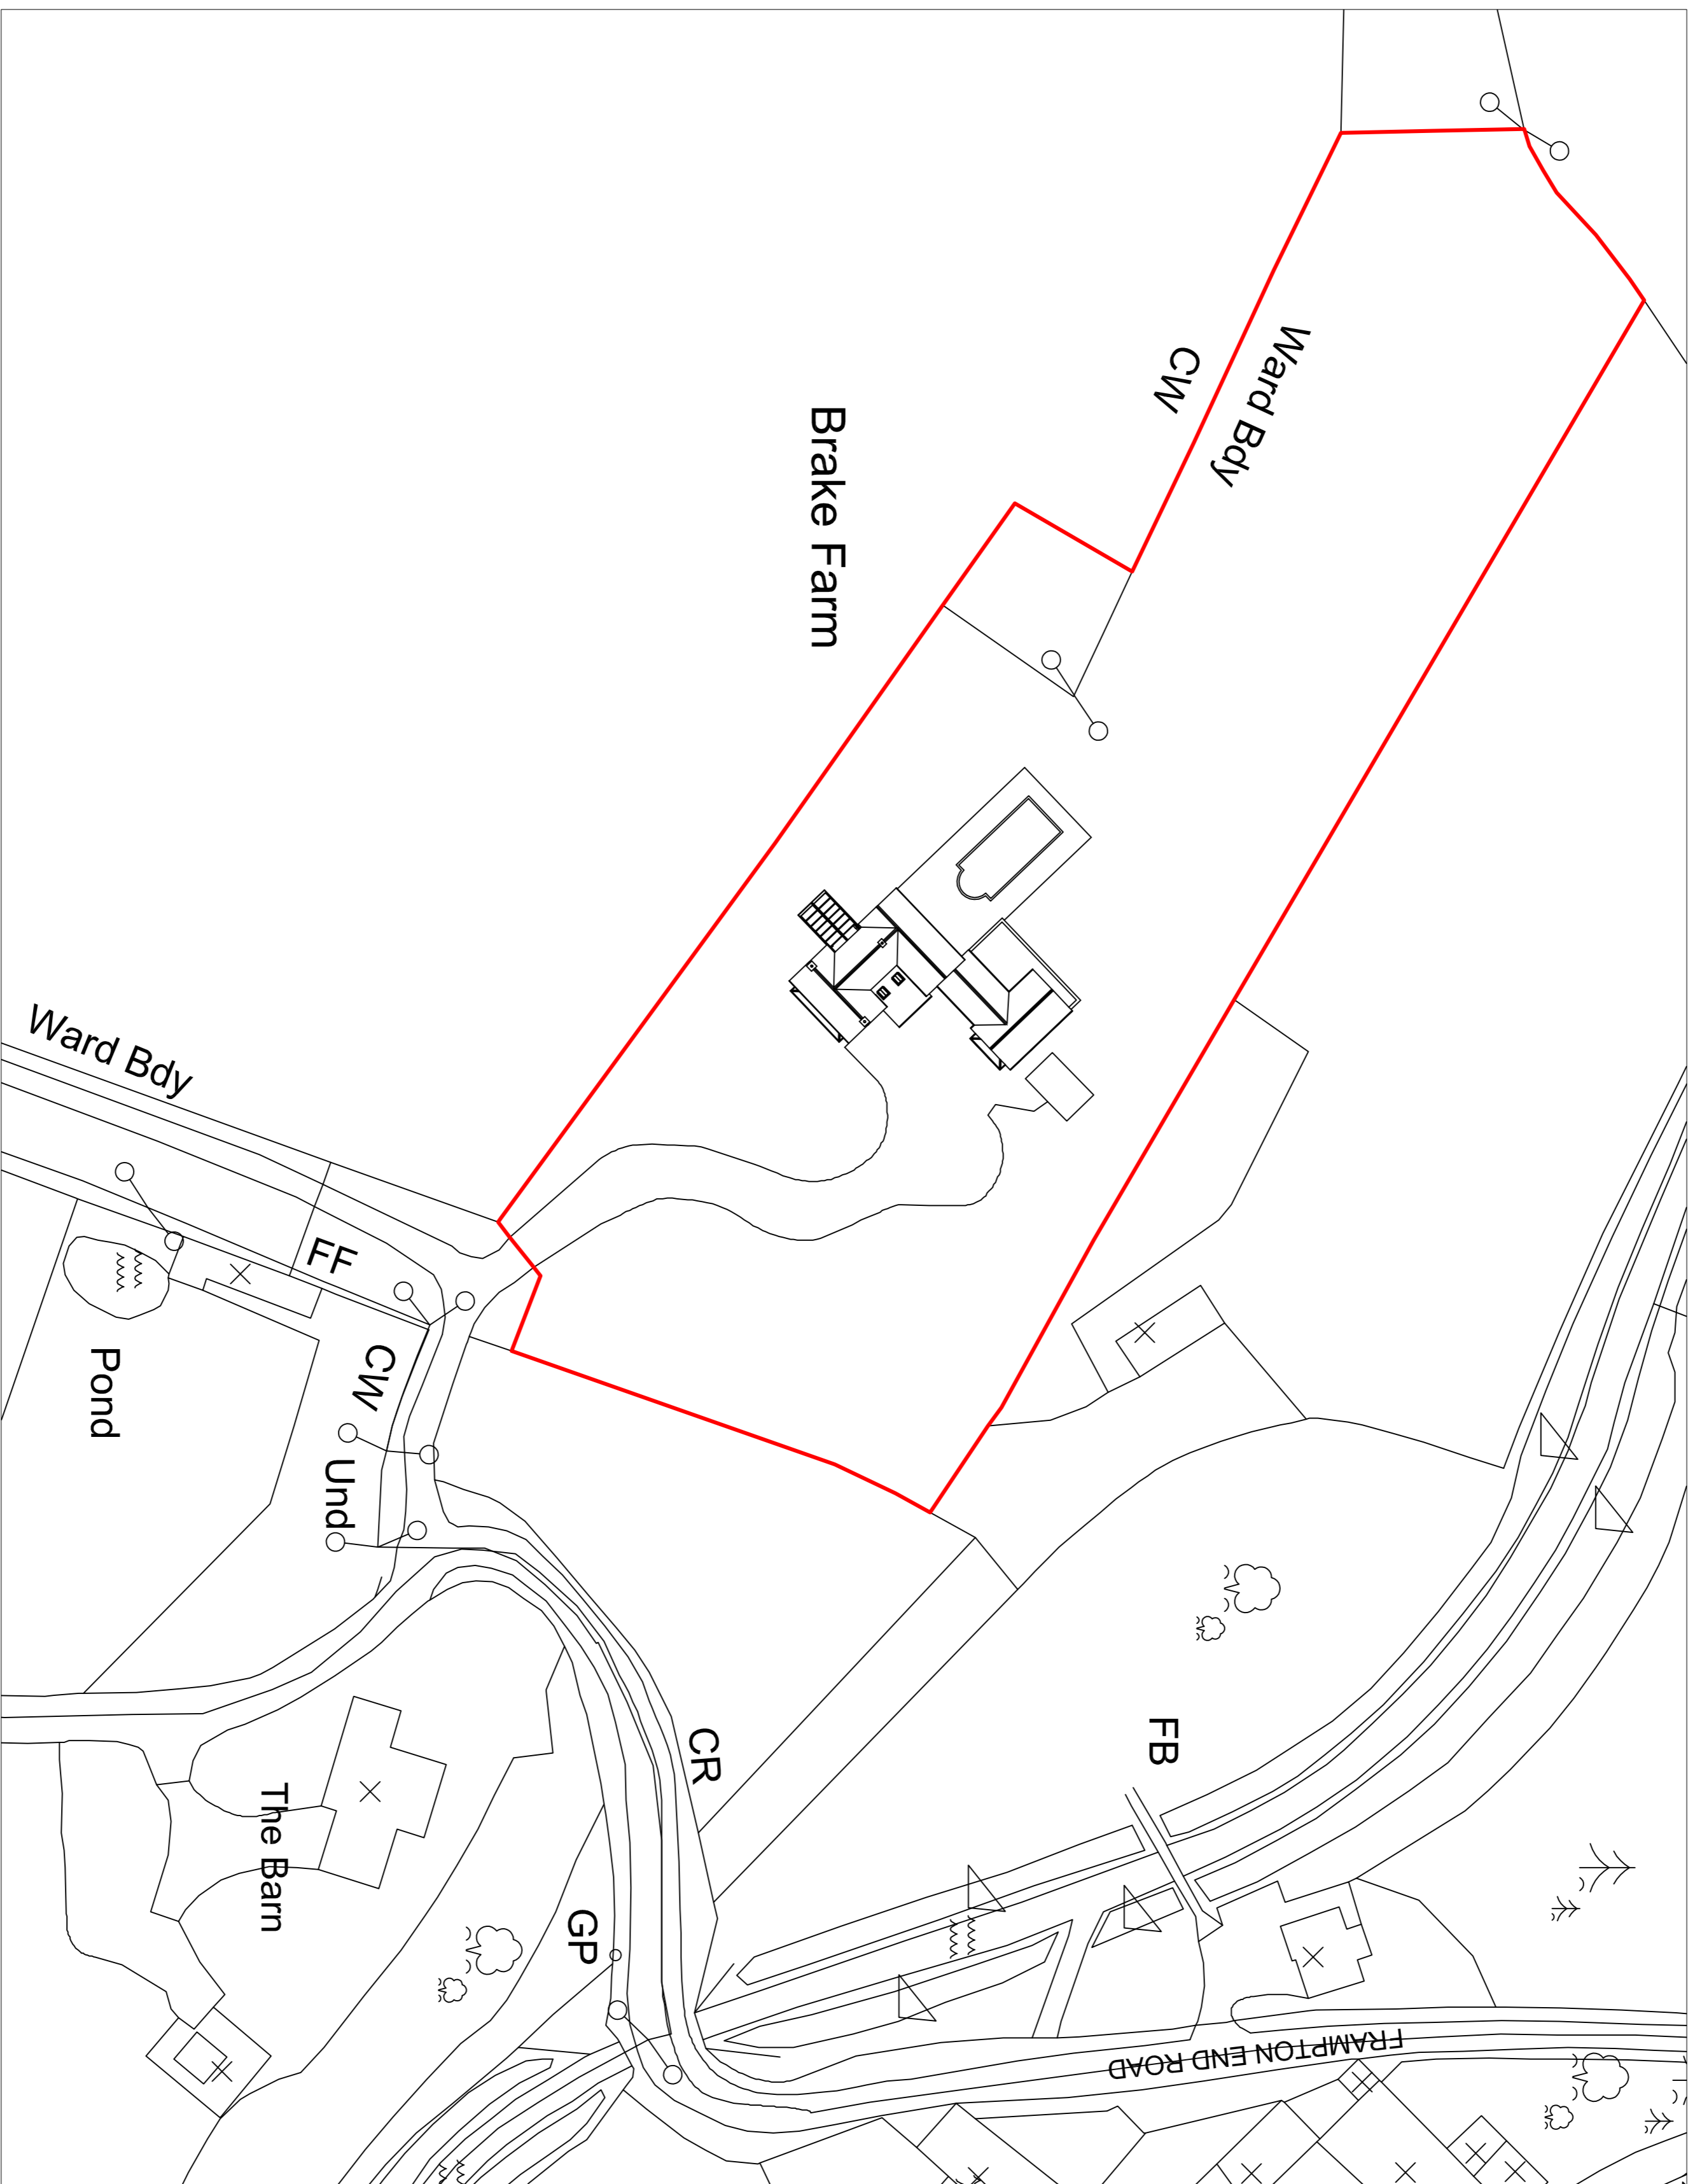 Ward Bdy
CW
Brake Farm
Ward Bdy
FF
CW
Pond
Und
CR
FB
The Barn
GP
FRAMPTON END ROAD